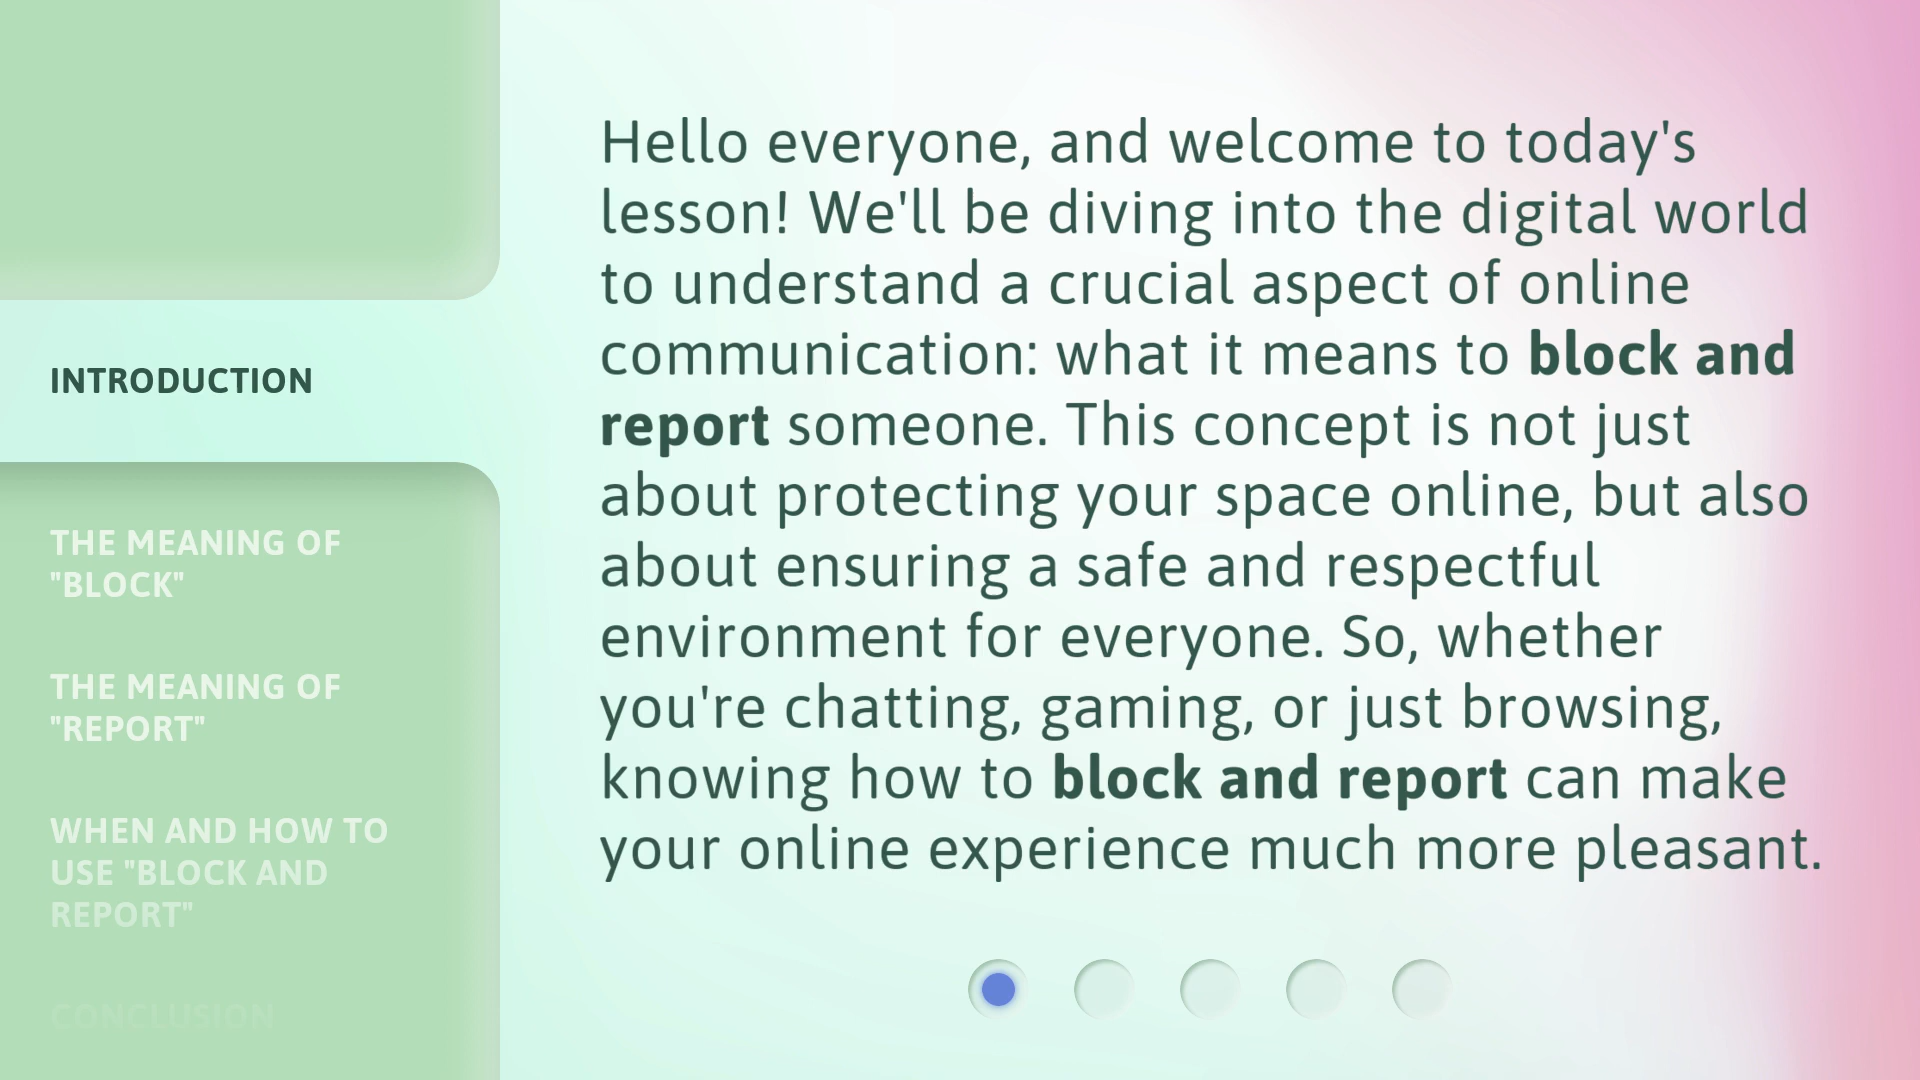 INTRODUCTION
THE MEANING OF
"BLOCK"
THE MEANING OF
"REPORT"
WHEN AND HOW TO
USE "BLOCK AND
REPORT"
CONCLUSION
Hello everyone, and welcome to today's
lesson! We'll be diving into the digital world
to understand a crucial aspect of online
communication: what it means to block and
report someone. This concept is not just
about protecting your space online, but also
about ensuring a safe and respectful
environment for everyone. So, whether
you're chatting, gaming, or just browsing,
knowing how to block and report can make
your online experience much more pleasant.